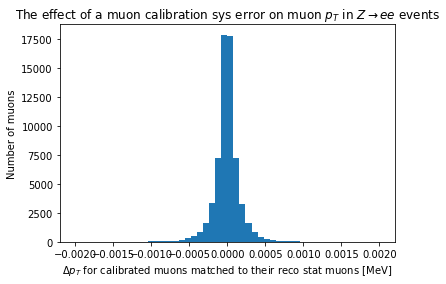 The effect of a muon calibration sys error on muon $p_T$ in $Z \rightarrow ee$ events
17500
15000
12500
10000
7500
5000
2500
0
Number of muons
−0.0020−0.0015−0.0010−0.0005 0.0000 0.0005 0.0010 0.0015 0.0020
$\Delta p_T$ for calibrated muons matched to their reco stat muons [MeV]